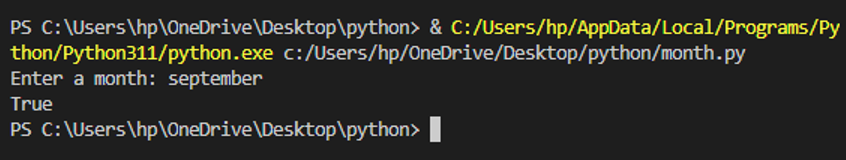 PS C:\Users\hp\OneDrive\Desktop\python> & C:/Users/hp/AppData/Local/Programs/Py
thon/Python311/python.exe c:/Users/hp/OneDrive/Desktop/python/month.py
Enter a month: september
True
PS C:\Users\hp\OneDrive\Desktop\python>